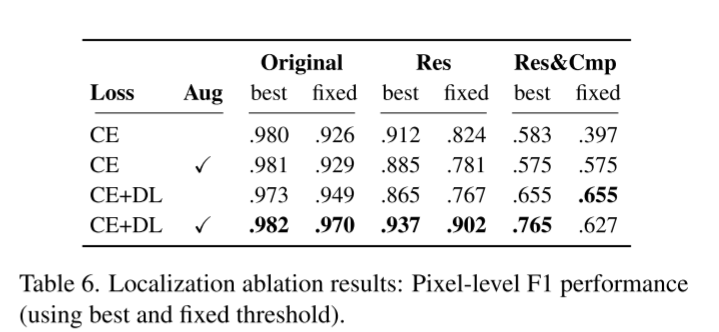 Original Res Res&Cmp
Loss Aug best fixed best fixed best fixed
CE .980 .926 .912 .824 .583 .397
CE ✓ .981 .929 .885 .781 .575 .575
CE+DL .973 .949 .865 .767 .655 .655
CE+DL ✓ .982 .970 .937 .902 .765 .627
Table 6. Localization ablation results: Pixel-level F1 performance
(using best and fixed threshold).